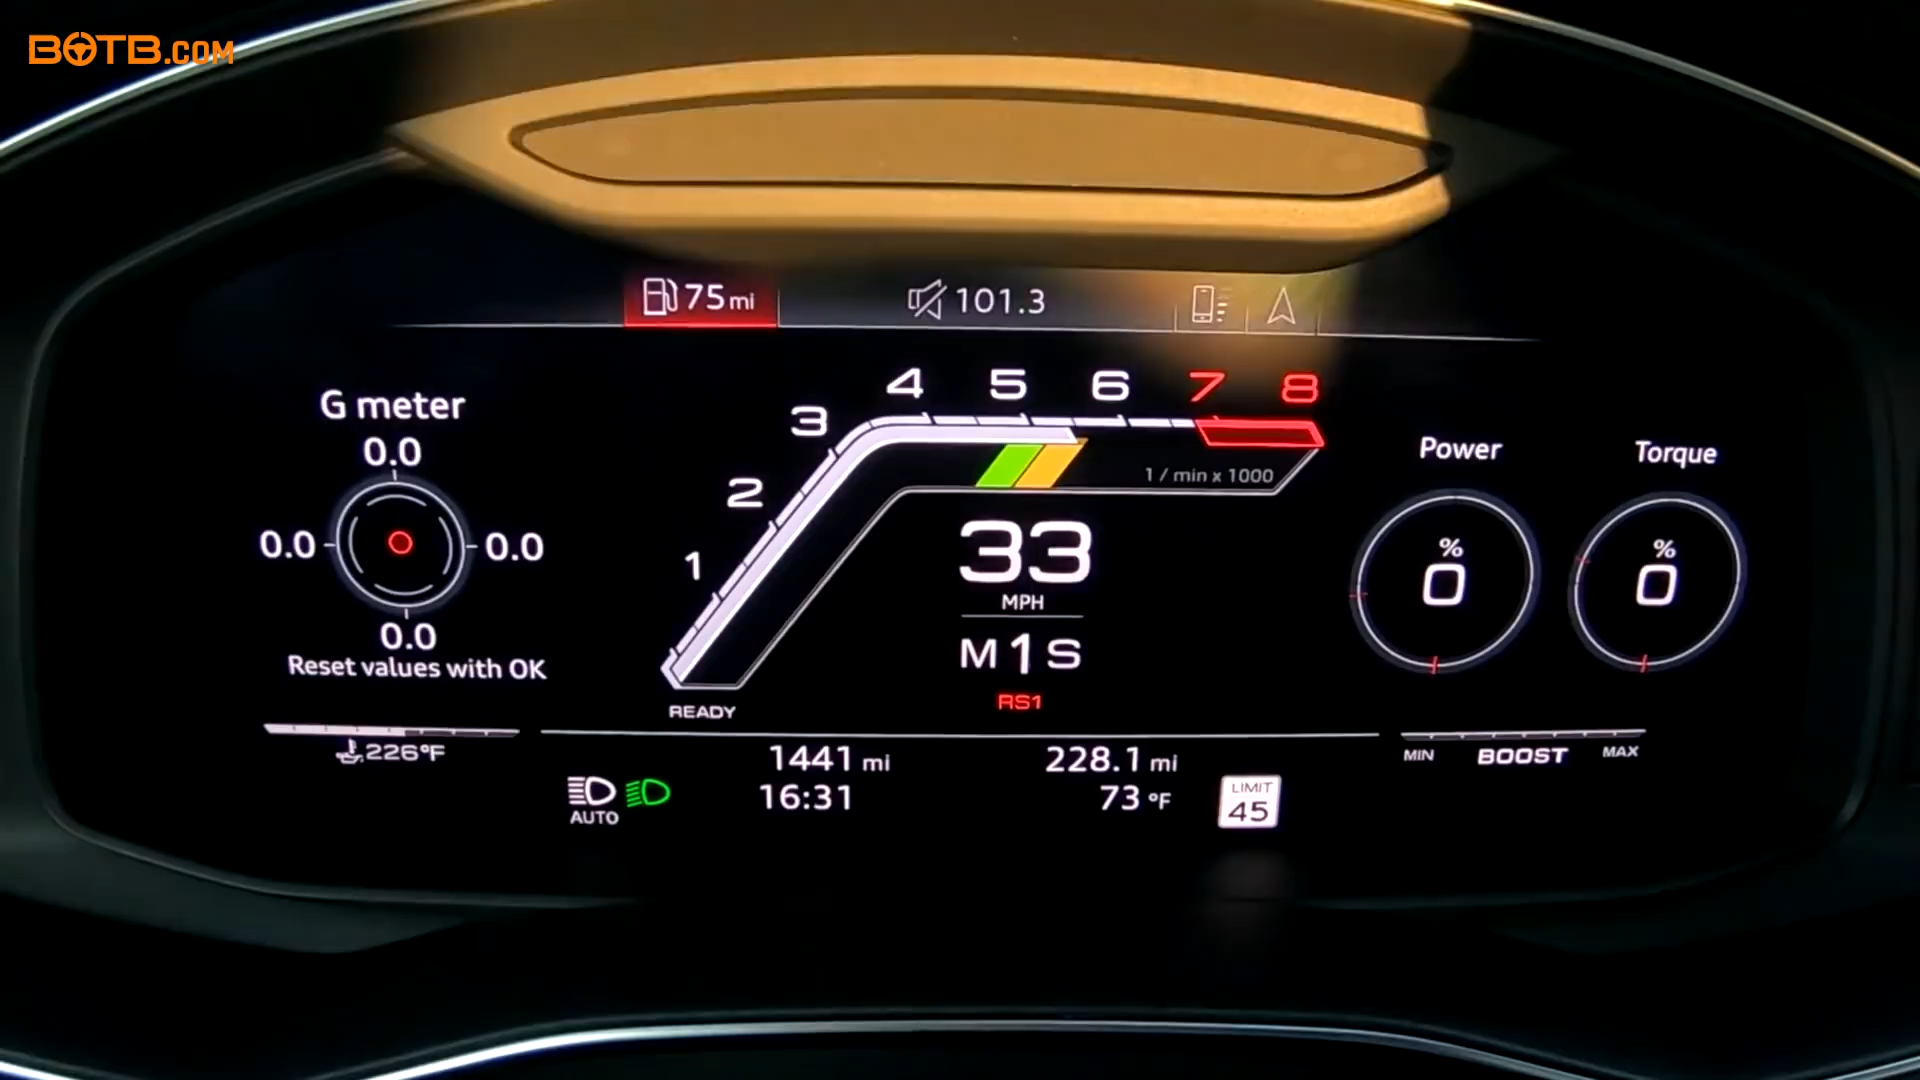 BOTB.COM
75 mi
101.3
G meter
0.0
0.0
0.0
0.0
Reset values with OK
226°F
1
2
3
4
5
6
7
8
1 / min x 1000
33
MPH
M 1 S
RS1
READY
Power
%
0
Torque
%
0
MIN BOOST MAX
1441 mi
228.1 mi
AUTO
16:31
73 °F
LIMIT
45